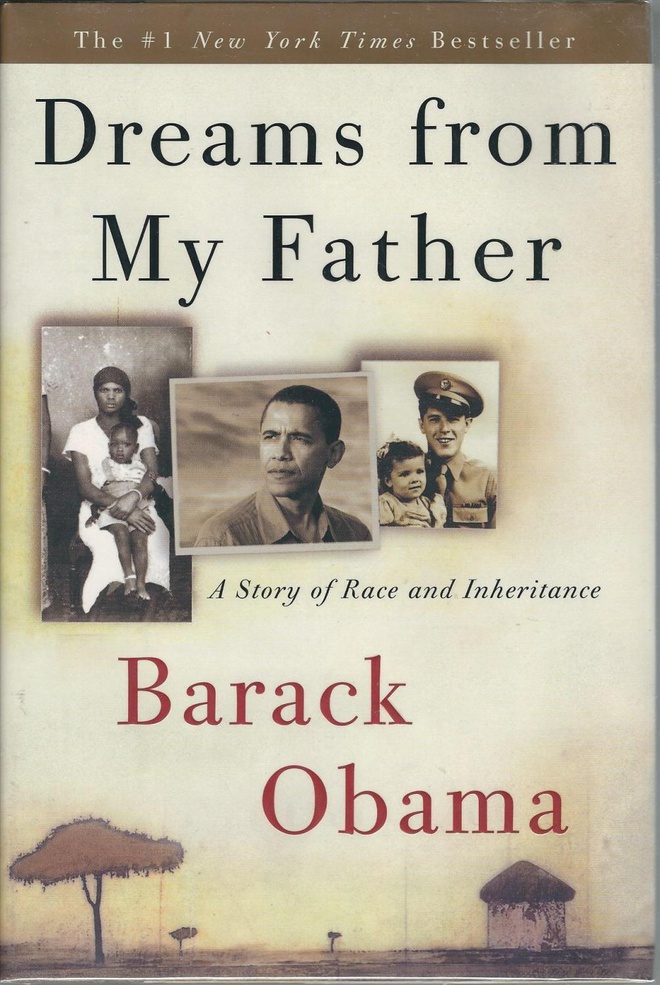 The #1 New York Times Bestseller
Dreams from
My Father
A Story of Race and Inheritance
Barack
Obama